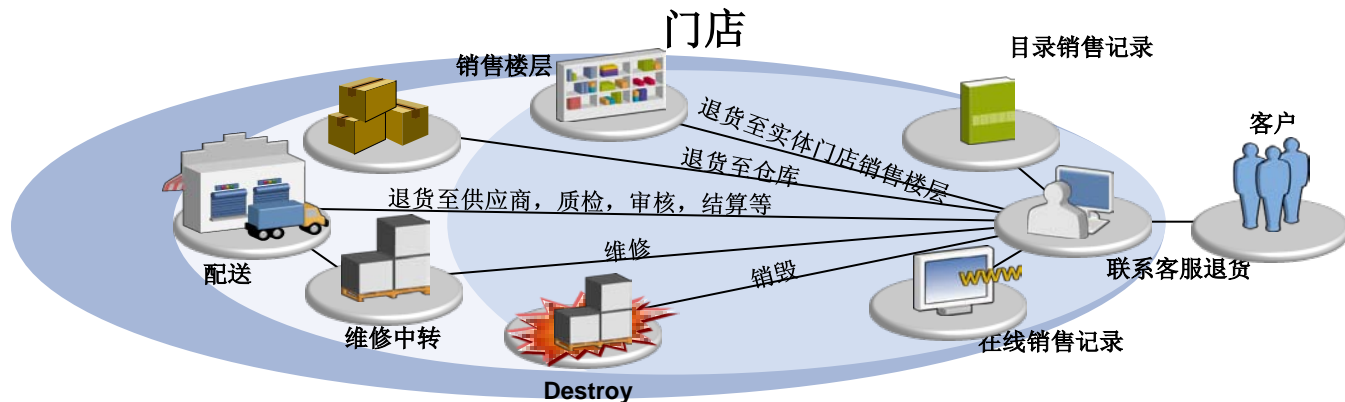 门店
目录销售记录
销售楼层
客户
退货至实体门店销售楼层
退货至仓库
退货至供应商，质检，审核，结算等
维修
配送
联系客服退货
销毁
www
维修中转
在线销售记录
Destroy